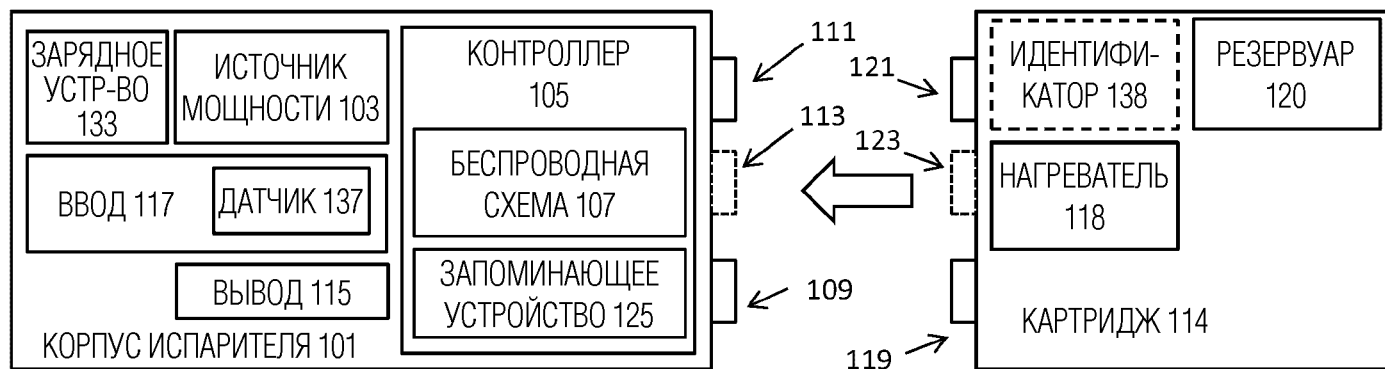 ЗАРЯДНОЕ
УСТР-ВО
133
ИСТОЧНИК
МОЩНОСТИ 103
КОНТРОЛЛЕР
105
БЕСПРОВОДНАЯ
СХЕМА 107
ЗАПОМИНАЮЩЕЕ
УСТРОЙСТВО 125
ВВОД 117
ДАТЧИК 137
ВЫВОД 115
КОРПУС ИСПАРИТЕЛЯ 101
111
113
109
121
123
119
ИДЕНТИФИ-
КАТОР 138
РЕЗЕРВУАР
120
НАГРЕВАТЕЛЬ
118
КАРТРИДЖ 114